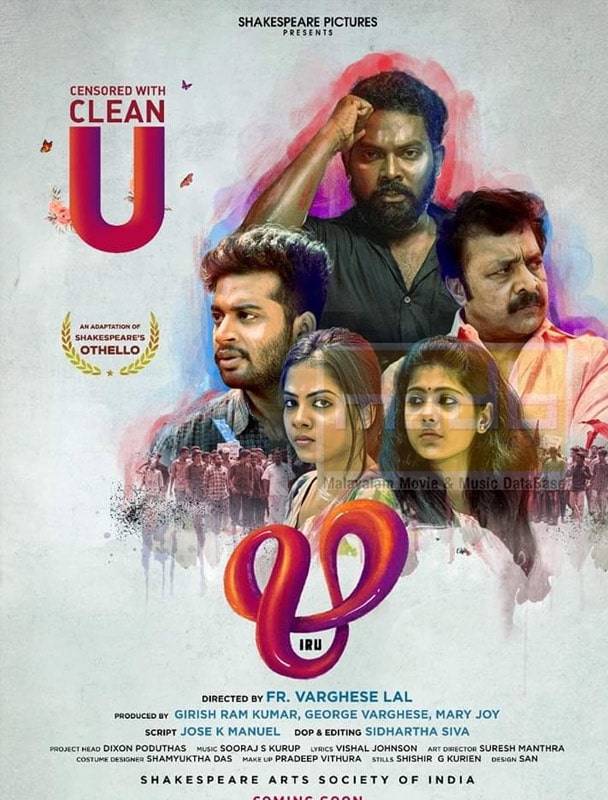 SHAKESPEARE PICTURES
PRESENTS
CENSORED WITH
CLEAN
U
AN ADAPTATION OF
SHAKESPEARE'S
OTHELLO
m3db
Malayalam Movie & Music DataBase
ഋ
IRU
DIRECTED BY FR. VARGHESE LAL
PRODUCED BY GIRISH RAM KUMAR, GEORGE VARGHESE, MARY JOY
SCRIPT JOSE K MANUEL DOP & EDITING SIDHARTHA SIVA
PROJECT HEAD DIXON PODUTHAS MUSIC SOORAJ S KURUP LYRICS VISHAL JOHNSON ART DIRECTOR SURESH MANTHRA
COSTUME DESIGNER SHAMYUKTHA DAS MAKE UP PRADEEP VITHURA STILLS SHISHIR G KURIEN DESIGN SAN
SHAKESPEARE ARTS SOCIETY OF INDIA
COMING SOON